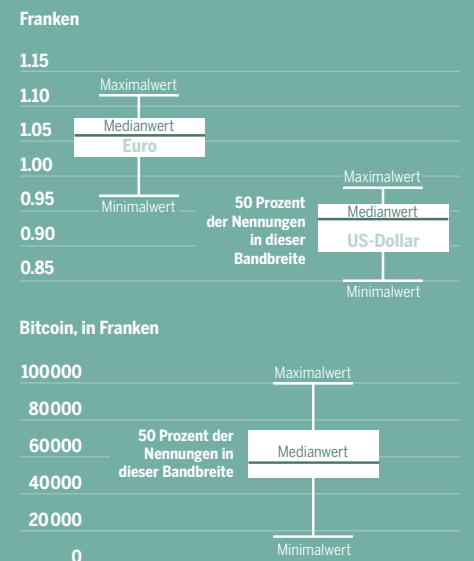 Franken
1.15
Maximalwert
1.10
Medianwert
1.05
Euro
1.00
Maximalwert
0.95
Minimalwert
50 Prozent
der Nennungen
in dieser
Bandbreite
Medianwert
0.90
US-Dollar
0.85
Minimalwert
Bitcoin, in Franken
100000
Maximalwert
80000
50 Prozent der
Nennungen in
dieser Bandbreite
60000
Medianwert
40000
20000
Minimalwert
0